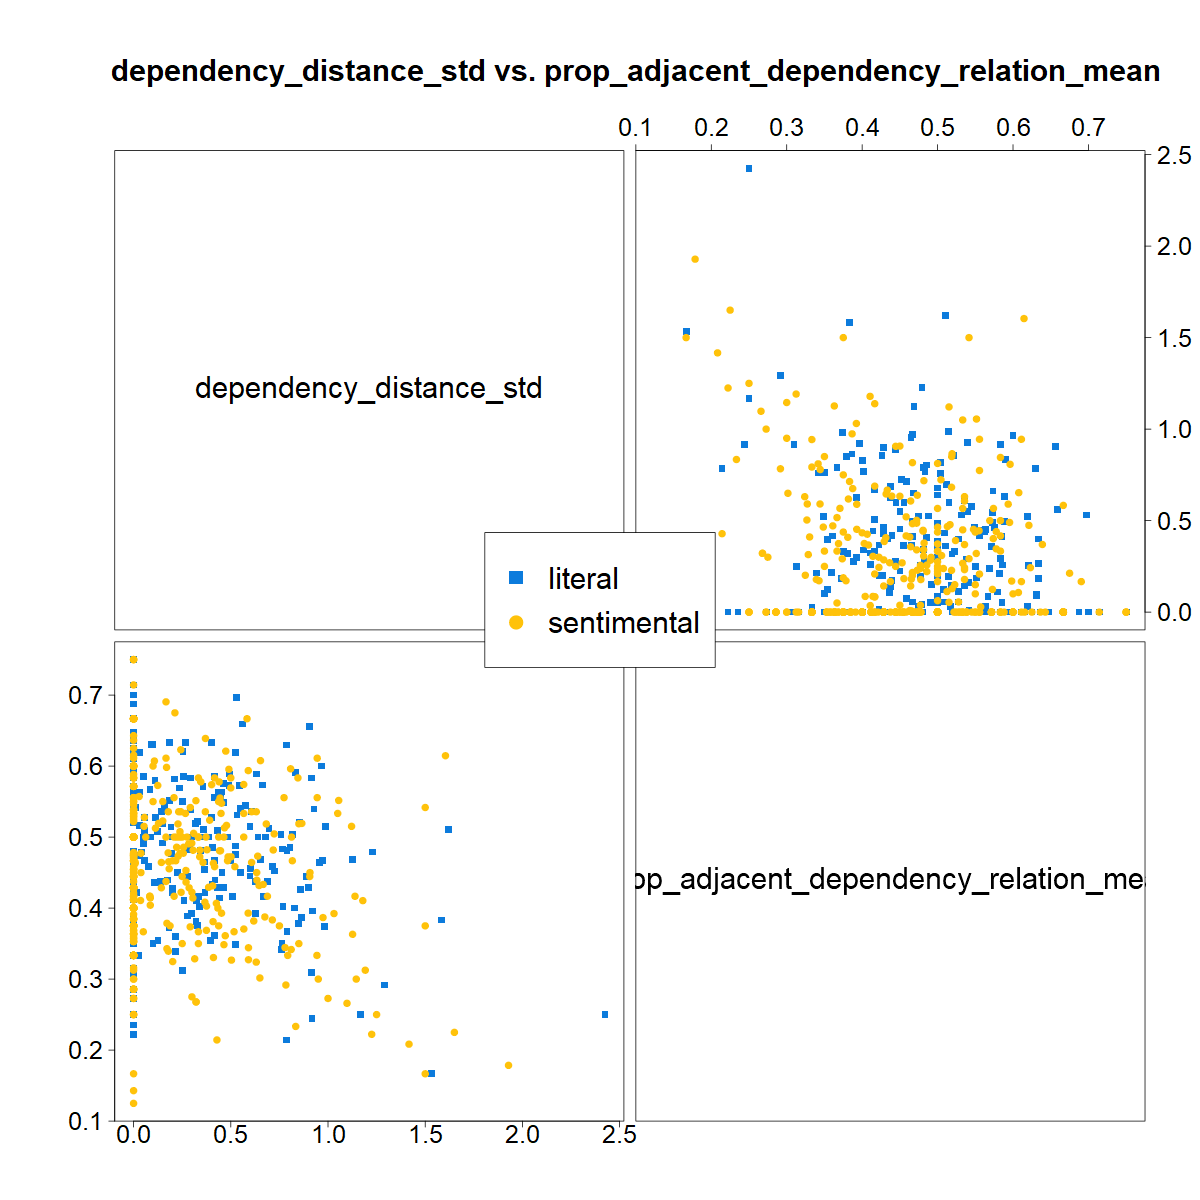 dependency_distance_std vs. prop_adjacent_dependency_relation_mean
0.1 0.2 0.3 0.4 0.5 0.6 0.7
2.5
2.0
dependency_distance_std
1.5
1.0
0.5
0.0
literal
sentimental
0.7
0.6
0.5
op_adjacent_dependency_relation_me
0.4
0.3
0.2
0.1
0.0 0.5 1.0 1.5 2.0 2.5